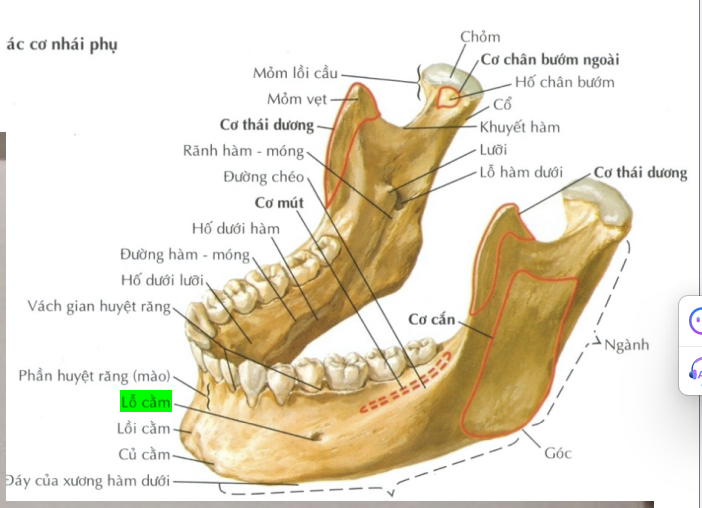 ác cơ nhái phụ
Chỏm
Cơ chân bướm ngoài
Mỏm lồi cầu
Hố chân bướm
Mỏm vẹt
Cổ
Cơ thái dương
Khuyết hàm
Rãnh hàm - móng
Lưỡi
Đường chéo
Lỗ hàm dưới
Cơ thái dương
Cơ mút
Hố dưới hàm
Đường hàm - móng
Hố dưới lưỡi
Vách gian huyệt răng
Cơ cắn
Ngành
Phần huyệt răng (mào)
Lỗ cằm
Lồi cằm
Củ cằm
Góc
Đáy của xương hàm dưới